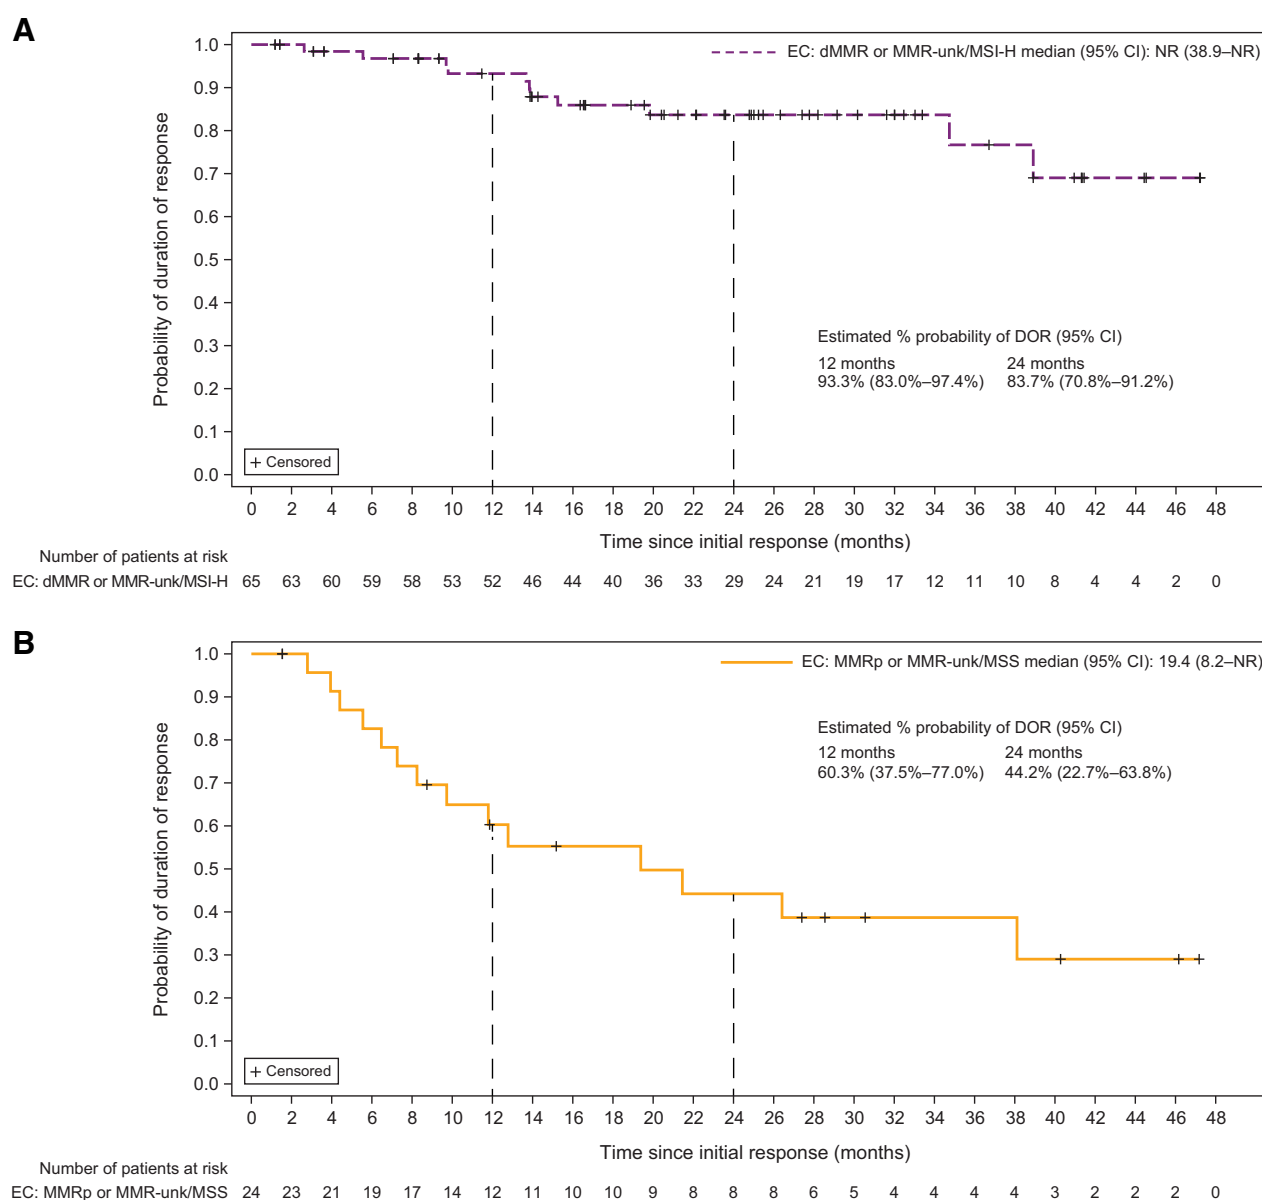 A
EC: dMMR or MMR-unk/MSI-H median (95% CI): NR (38.9–NR)
Probability of duration of response
1.0
0.9
0.8
0.7
0.6
0.5
0.4
0.3
0.2
0.1
0.0
Estimated % probability of DOR (95% CI)
12 months 24 months
93.3% (83.0%–97.4%) 83.7% (70.8%–91.2%)
+ Censored
0 2 4 6 8 10 12 14 16 18 20 22 24 26 28 30 32 34 36 38 40 42 44 46 48
Time since initial response (months)
Number of patients at risk
EC: dMMR or MMR-unk/MSI-H 65 63 60 59 58 53 52 46 44 40 36 33 29 24 21 19 17 12 11 10 8 4 4 2 0
B
EC: MMRp or MMR-unk/MSS median (95% CI): 19.4 (8.2–NR)
Probability of duration of response
1.0
0.9
0.8
0.7
0.6
0.5
0.4
0.3
0.2
0.1
0.0
Estimated % probability of DOR (95% CI)
12 months 24 months
60.3% (37.5%–77.0%) 44.2% (22.7%–63.8%)
+ Censored
0 2 4 6 8 10 12 14 16 18 20 22 24 26 28 30 32 34 36 38 40 42 44 46 48
Time since initial response (months)
Number of patients at risk
EC: MMRp or MMR-unk/MSS 24 23 21 19 17 14 12 11 10 10 9 8 8 8 6 5 4 4 4 4 3 2 2 2 0